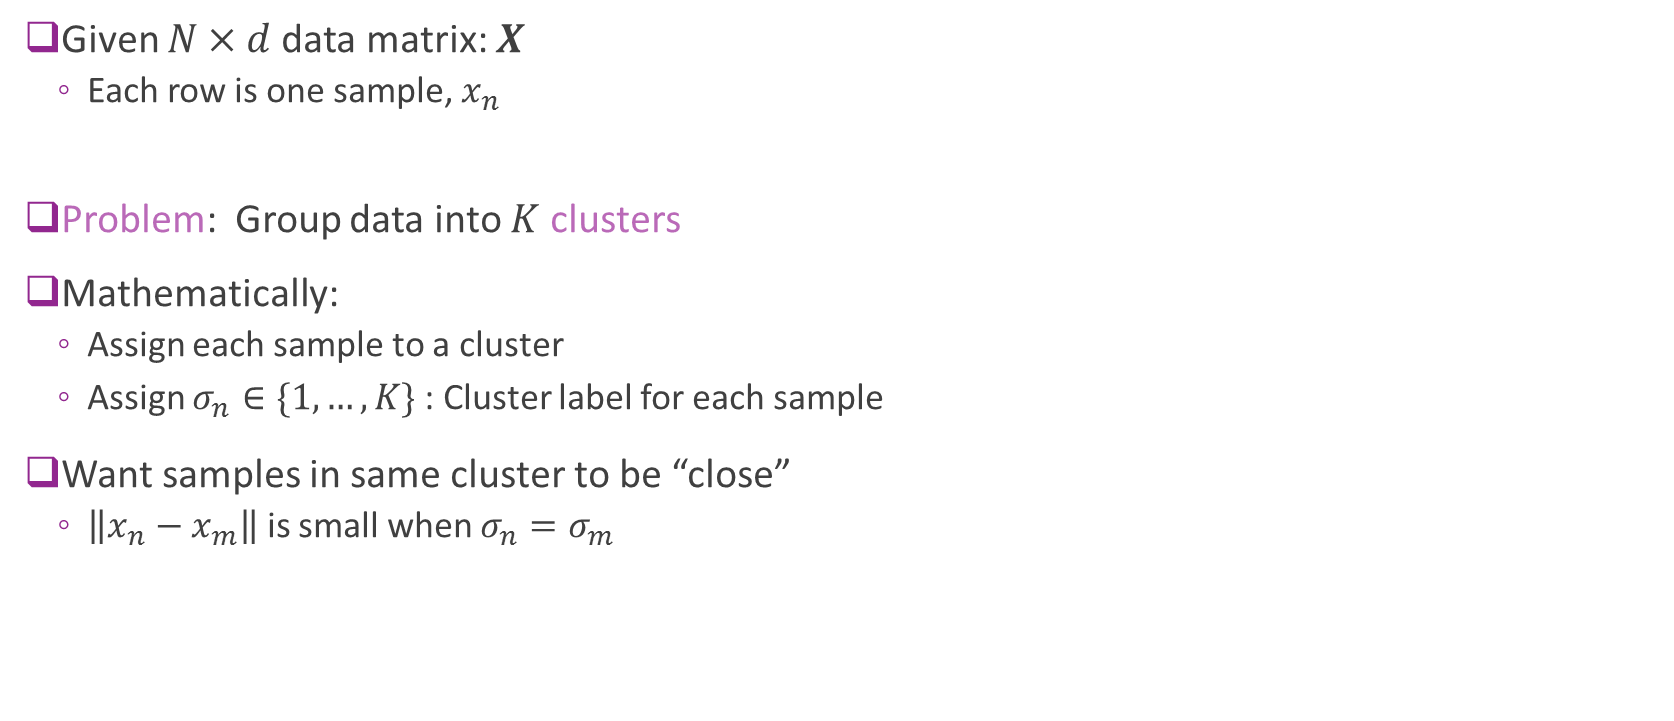 ❑Given 𝑁 × 𝑑 data matrix: 𝑿
◦ Each row is one sample, 𝑥ₙ
❑Problem: Group data into 𝐾 clusters
❑Mathematically:
◦ Assign each sample to a cluster
◦ Assign 𝜎ₙ ∈ {1, … , 𝐾} : Cluster label for each sample
❑Want samples in same cluster to be “close”
◦ ‖𝑥ₙ − 𝑥ₘ‖ is small when 𝜎ₙ = 𝜎ₘ